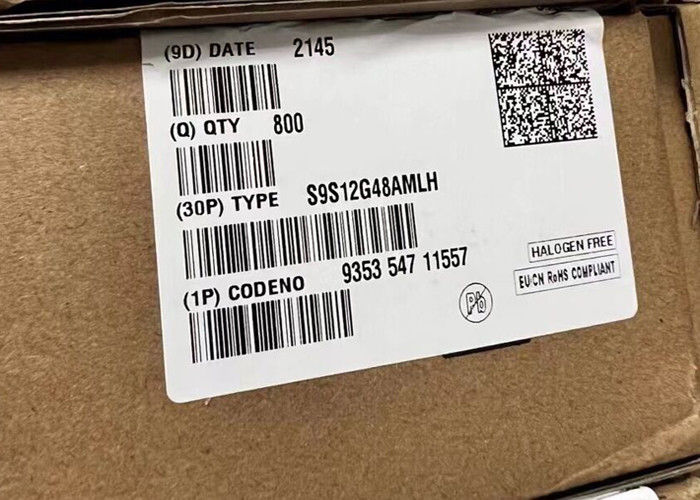 (9D) DATE 2145
(Q) QTY 800
(30P) TYPE S9S12G48AMLH
(1P) CODENO 9353 547 11557
Pb
HALOGEN FREE
EU/CN RoHS COMPLIANT